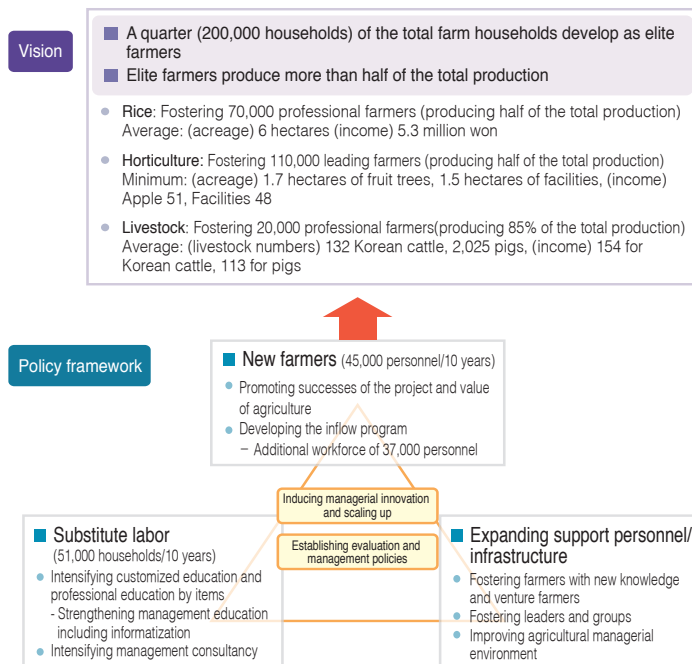 Vision
A quarter (200,000 households) of the total farm households develop as elite
farmers
Elite farmers produce more than half of the total production
Rice: Fostering 70,000 professional farmers (producing half of the total production)
Average: (acreage) 6 hectares (income) 5.3 million won
Horticulture: Fostering 110,000 leading farmers (producing half of the total production)
Minimum: (acreage) 1.7 hectares of fruit trees, 1.5 hectares of facilities, (income)
Apple 51, Facilities 48
Livestock: Fostering 20,000 professional farmers(producing 85% of the total production)
Average: (livestock numbers) 132 Korean cattle, 2,025 pigs, (income) 154 for
Korean cattle, 113 for pigs
Policy framework
New farmers (45,000 personnel/10 years)
Promoting successes of the project and value
of agriculture
Developing the inflow program
– Additional workforce of 37,000 personnel
Inducing managerial innovation
and scaling up
Establishing evaluation and
management policies
Substitute labor
(51,000 households/10 years)
Intensifying customized education and
professional education by items
- Strengthening management education
including informatization
Intensifying management consultancy
Expanding support personnel/
infrastructure
Fostering farmers with new knowledge
and venture farmers
Fostering leaders and groups
Improving agricultural managerial
environment